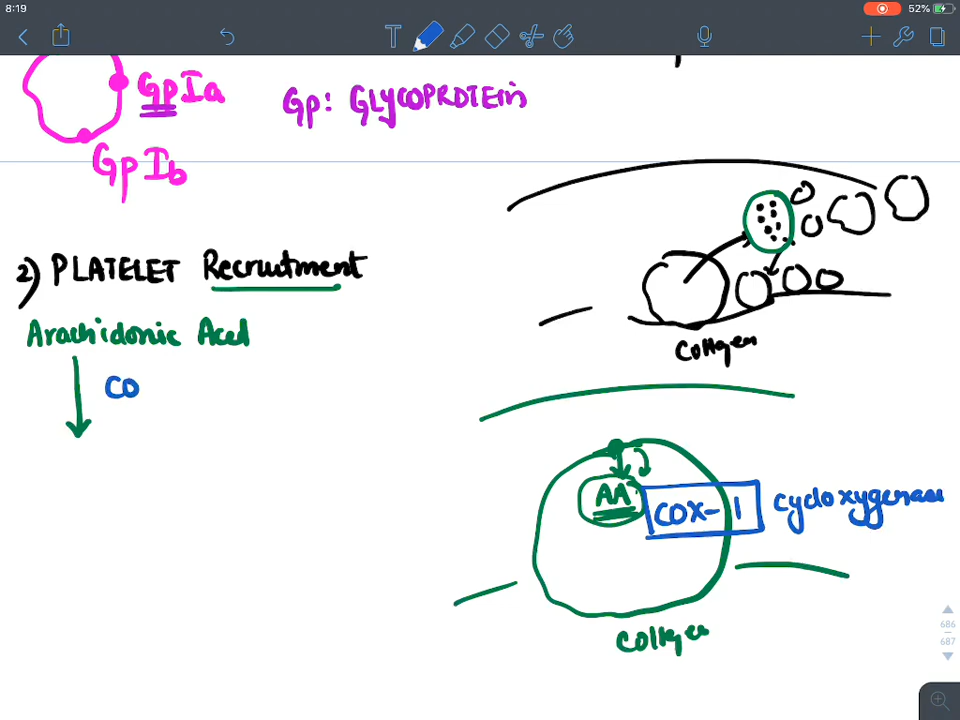 8:19
52%
T
GpIa
Gp: GLYCOPROTEIN
GpIb
2) PLATELET Recruitment
Collagen
Arachidonic Acid
CO
AA
COX-1
cycloxygenase
Collagen
686
687